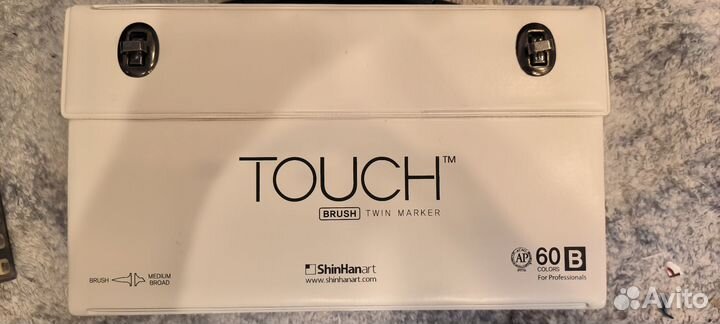 TOUCH™
BRUSH TWIN MARKER
BRUSH MEDIUM BROAD
ShinHanart
www.shinhanart.com
AP 60 COLORS B
For Professionals
Avito